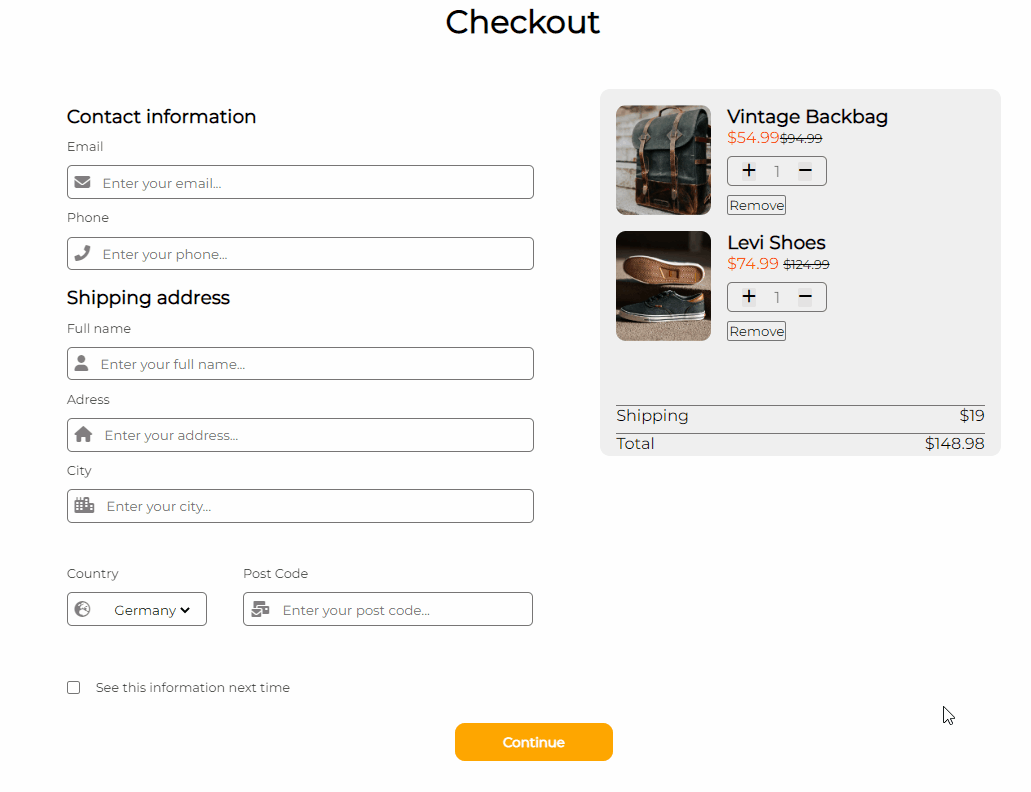 Checkout
Contact information
Email
Enter your email...
Phone
Enter your phone...
Shipping address
Full name
Enter your full name...
Adress
Enter your address...
City
Enter your city...
Country
Post Code
Germany
Enter your post code...
See this information next time
Continue
Vintage Backbag
$54.99$94.99
+ 1 −
Remove
Levi Shoes
$74.99 $124.99
+ 1 −
Remove
Shipping $19
Total $148.98